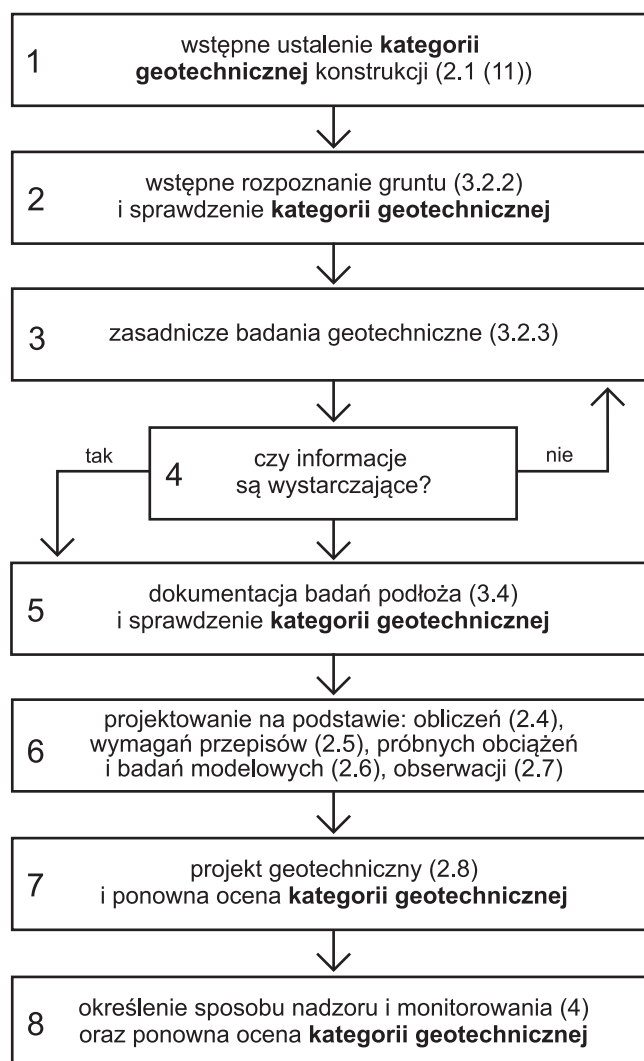 1
wstępne ustalenie kategorii
geotechnicznej konstrukcji (2.1 (11))
2
wstępne rozpoznanie gruntu (3.2.2)
i sprawdzenie kategorii geotechnicznej
3
zasadnicze badania geotechniczne (3.2.3)
tak
4
czy informacje
są wystarczające?
nie
5
dokumentacja badań podłoża (3.4)
i sprawdzenie kategorii geotechnicznej
6
projektowanie na podstawie: obliczeń (2.4),
wymagań przepisów (2.5), próbnych obciążeń
i badań modelowych (2.6), obserwacji (2.7)
7
projekt geotechniczny (2.8)
i ponowna ocena kategorii geotechnicznej
8
określenie sposobu nadzoru i monitorowania (4)
oraz ponowna ocena kategorii geotechnicznej